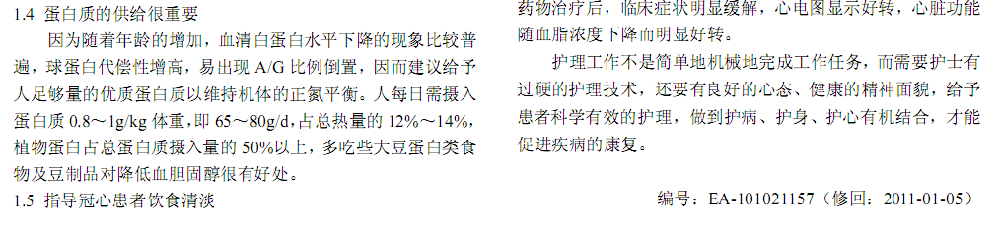 1.4 蛋白质的供给很重要
因为随着年龄的增加，血清白蛋白水平下降的现象比较普
遍，球蛋白代偿性增高，易出现 A/G 比例倒置，因而建议给予
人足够量的优质蛋白质以维持机体的正氮平衡。人每日需摄入
蛋白质 0.8～1g/kg 体重，即 65～80g/d，占总热量的 12%～14%，
植物蛋白占总蛋白质摄入量的 50%以上，多吃些大豆蛋白类食
物及豆制品对降低血胆固醇很有好处。
1.5 指导冠心患者饮食清淡
药物治疗后，临床症状明显缓解，心电图显示好转，心脏功能
随血脂浓度下降而明显好转。
护理工作不是简单地机械地完成工作任务，而需要护士有
过硬的护理技术，还要有良好的心态、健康的精神面貌，给予
患者科学有效的护理，做到护病、护身、护心有机结合，才能
促进疾病的康复。
编号：EA-101021157（修回：2011-01-05）